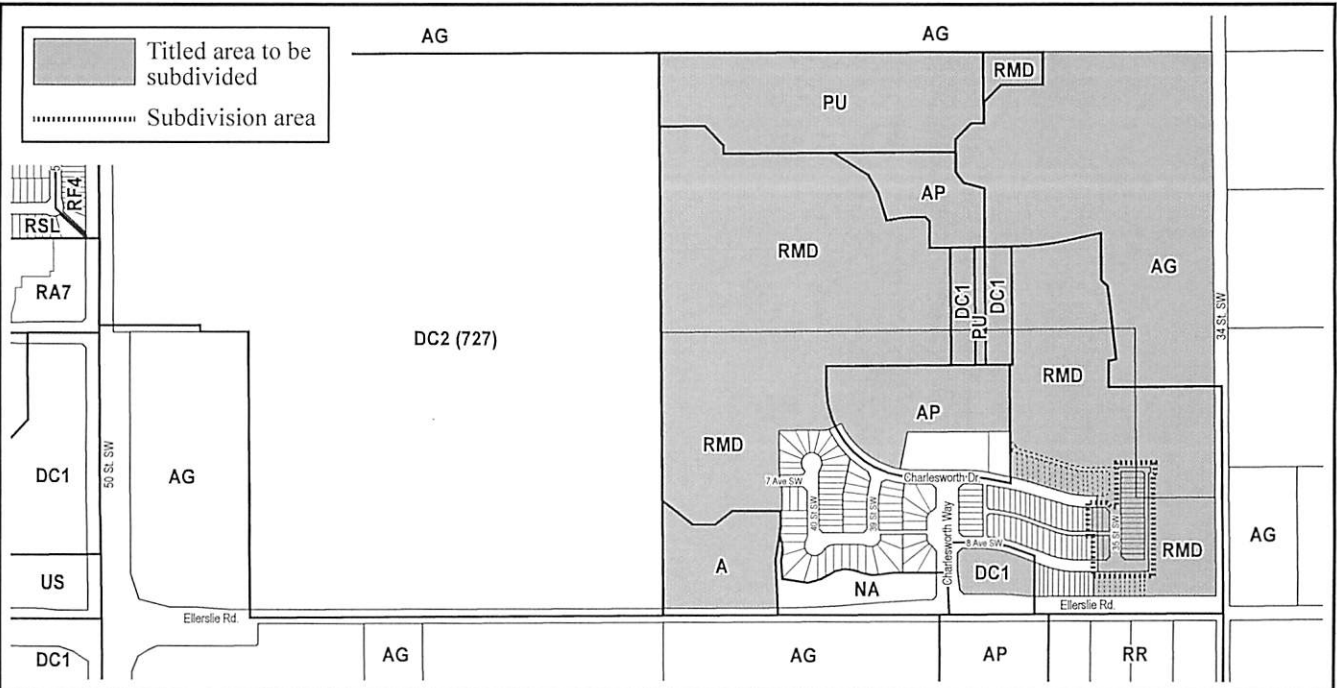 Titled area to be
subdivided
Subdivision area
AG
AG
RMD
PU
RF4
RSL
AP
RMD
AG
RA7
DC1
PU
DC1
34 St. SW
DC2 (727)
RMD
AP
RMD
DC1
50 St. SW
AG
7 Ave SW
40 St SW
39 St SW
Charlesworth Dr
Charlesworth Way
8 Ave SW
35 St SW
RMD
AG
US
A
NA
DC1
Ellerslie Rd.
Ellerslie Rd.
DC1
AG
AG
AP
RR